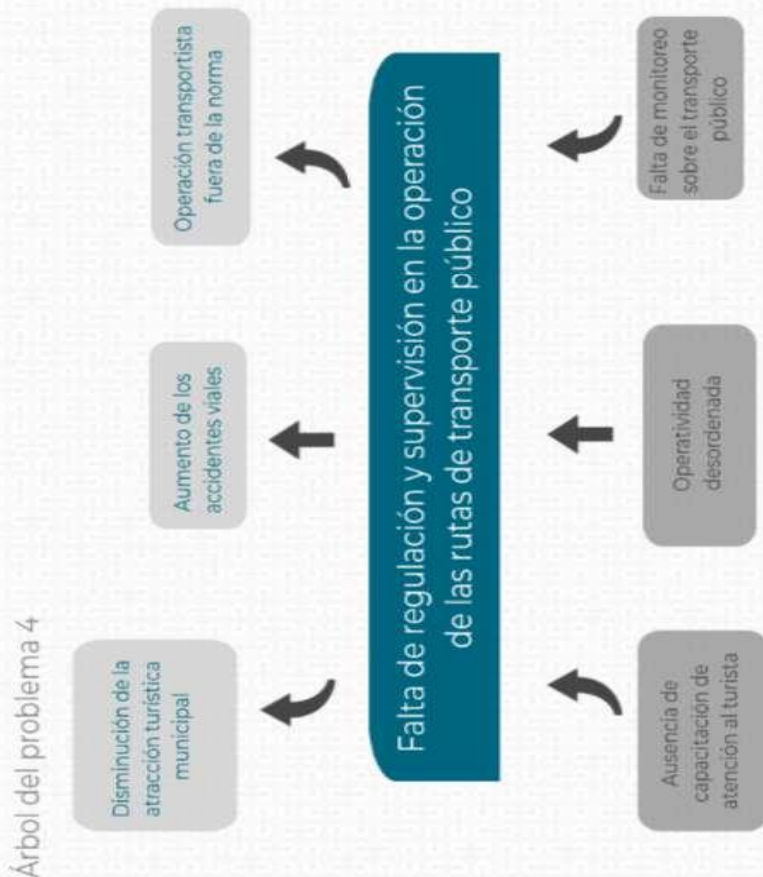 Árbol del problema 4
Disminución de la
atracción turística
municipal
Aumento de los
accidentes viales
Operación transportista
fuera de la norma
Falta de regulación y supervisión en la operación
de las rutas de transporte público
Ausencia de
capacitación de
atención al turista
Operatividad
desordenada
Falta de monitoreo
sobre el transporte
público